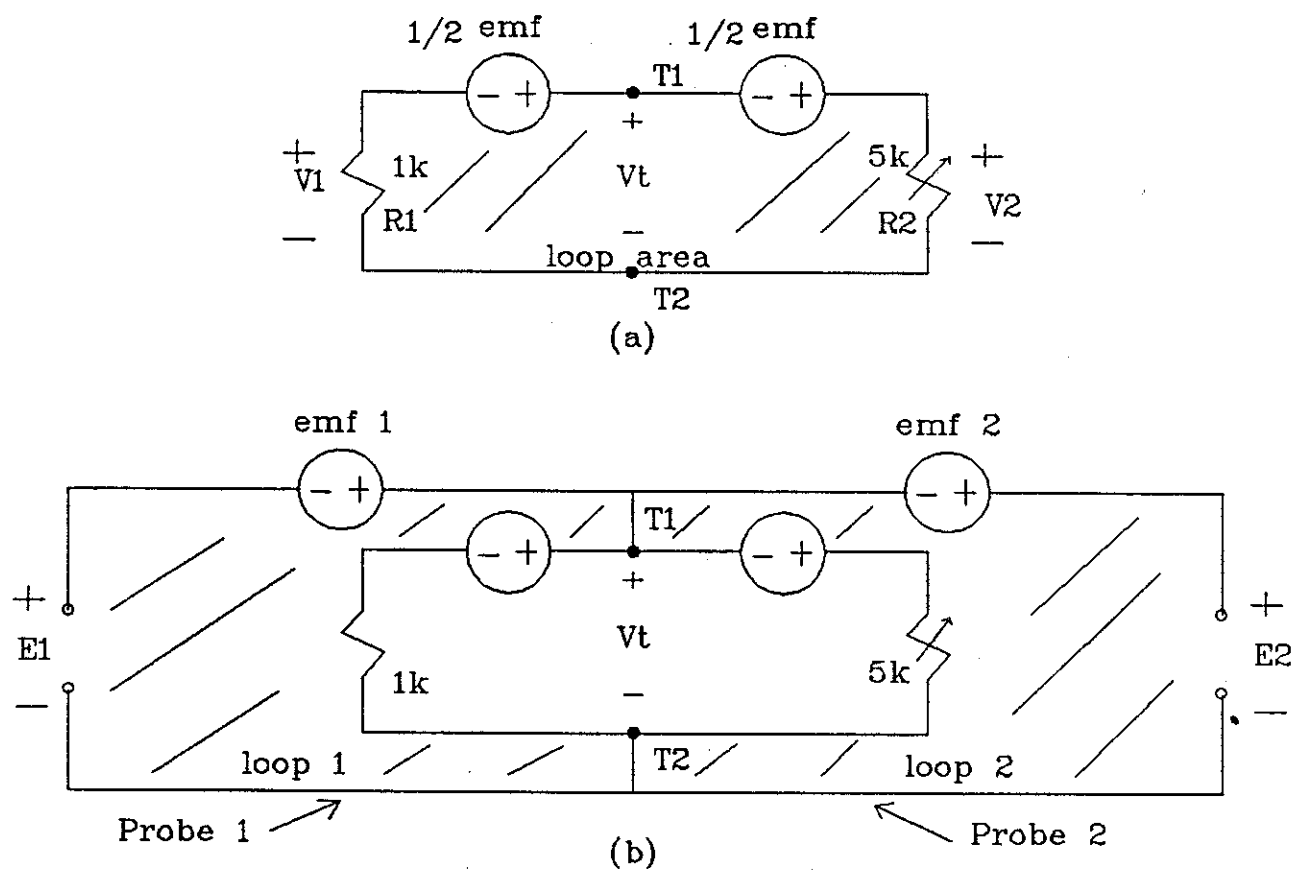 1/2 emf 1/2 emf
- + T1 - +
+ 1k + 5k +
V1 Vt V2
- R1 - R2 -
loop area
T2
(a)
emf 1 emf 2
- + - +
- + T1 - +
+ + +
E1 Vt E2
- 1k - 5k -
loop 1 T2 loop 2
Probe 1 Probe 2
(b)